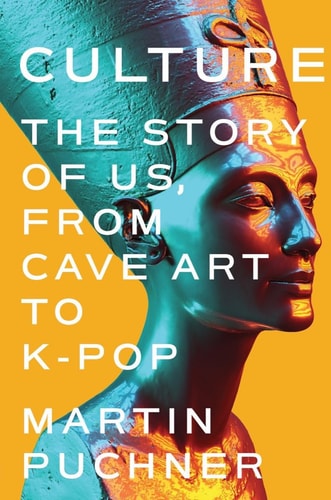 CULTURE
THE STORY
OF US,
FROM
CAVE ART
TO
K-POP
MARTIN
PUCHNER